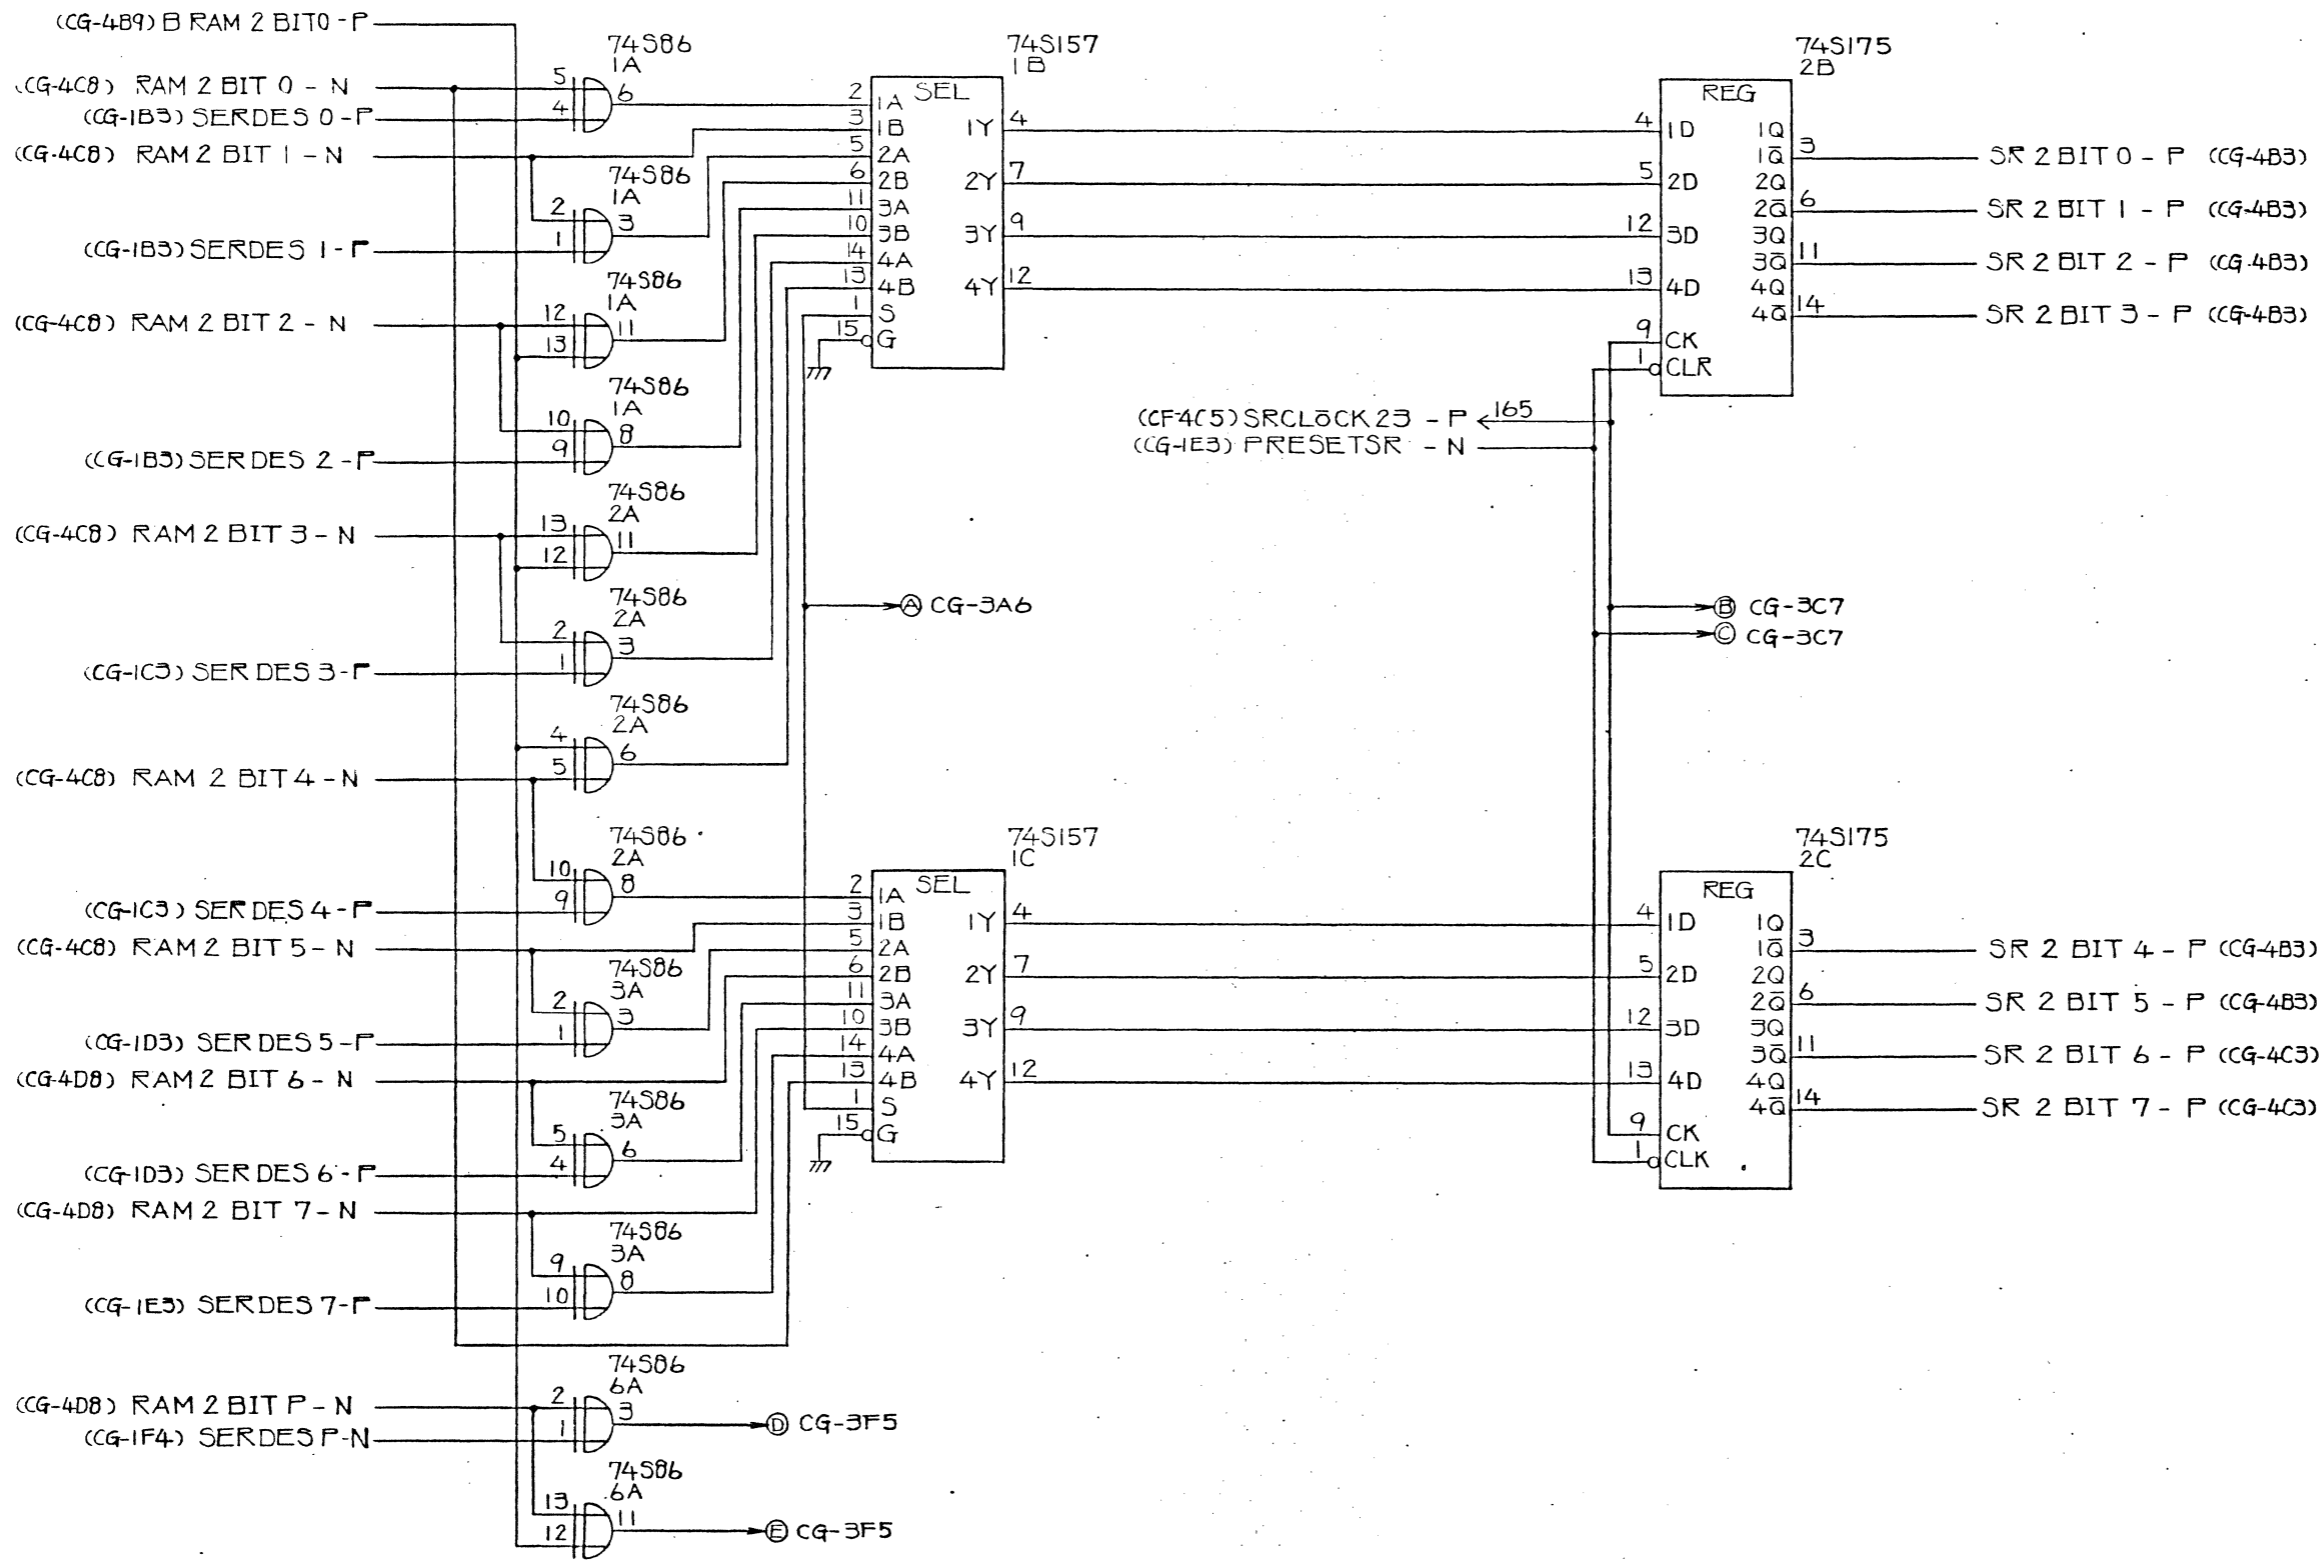 (CG-4B9) B RAM 2 BIT0 - P
(CG-4C8) RAM 2 BIT 0 - N
(CG-1B3) SERDES 0 - P
(CG-4C8) RAM 2 BIT 1 - N
(CG-1B3) SERDES 1 - P
(CG-4C8) RAM 2 BIT 2 - N
(CG-1B3) SERDES 2 - P
(CG-4C8) RAM 2 BIT 3 - N
(CG-1C3) SERDES 3 - P
(CG-4C8) RAM 2 BIT 4 - N
(CG-1C3) SERDES 4 - P
(CG-4C8) RAM 2 BIT 5 - N
(CG-1D3) SERDES 5 - P
(CG-4D8) RAM 2 BIT 6 - N
(CG-1D3) SERDES 6 - P
(CG-4D8) RAM 2 BIT 7 - N
(CG-1E3) SERDES 7 - P
(CG-4D8) RAM 2 BIT P - N
(CG-1F4) SERDES P - N
74S86
1A
5
4
6
74S86
1A
2
1
3
74S86
1A
12
13
11
74S86
1A
10
9
8
74S86
2A
13
12
11
74S86
2A
2
1
3
74S86
2A
4
5
6
74S86
2A
10
9
8
74S86
3A
2
1
3
74S86
3A
5
4
6
74S86
3A
9
10
8
74S86
6A
2
1
3
D CG-3F5
74S86
6A
13
12
11
E CG-3F5
74S157
1B
SEL
2 1A
3 1B
5 2A
6 2B
11 3A
10 3B
14 4A
13 4B
1 S
15 G
1Y 4
2Y 7
3Y 9
4Y 12
A CG-3A6
74S157
1C
SEL
2 1A
3 1B
5 2A
6 2B
11 3A
10 3B
14 4A
13 4B
1 S
15 G
1Y 4
2Y 7
3Y 9
4Y 12
(CF4C5) SRCLOCK 23 - P 165
(CG-1E3) PRESETSR - N
B CG-3C7
C CG-3C7
74S175
2B
REG
4 1D
5 2D
12 3D
13 4D
9 CK
1 CLR
1Q
1Q̅ 3
2Q
2Q̅ 6
3Q
3Q̅ 11
4Q
4Q̅ 14
SR 2 BIT 0 - P (CG-4B3)
SR 2 BIT 1 - P (CG-4B3)
SR 2 BIT 2 - P (CG-4B3)
SR 2 BIT 3 - P (CG-4B3)
74S175
2C
REG
4 1D
5 2D
12 3D
13 4D
9 CK
1 CLK
1Q
1Q̅ 3
2Q
2Q̅ 6
3Q
3Q̅ 11
4Q
4Q̅ 14
SR 2 BIT 4 - P (CG-4B3)
SR 2 BIT 5 - P (CG-4B3)
SR 2 BIT 6 - P (CG-4C3)
SR 2 BIT 7 - P (CG-4C3)